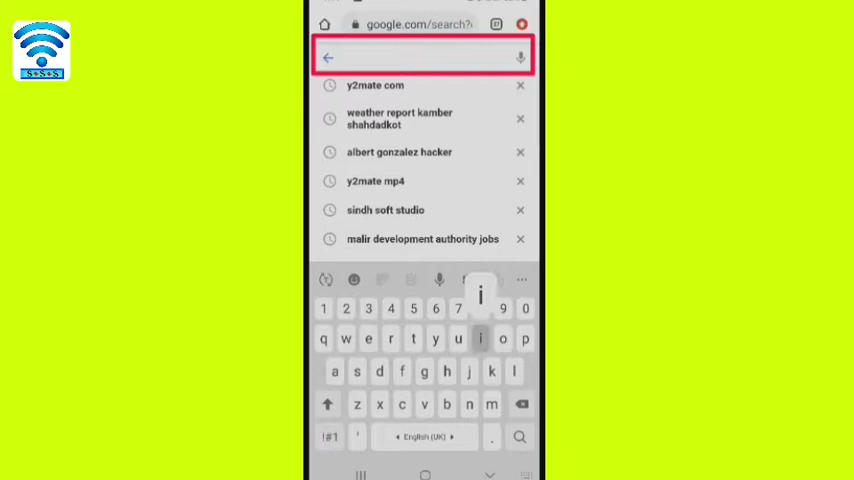 google.com/search?
37
y2mate com
weather report kamber
shahdadkot
albert gonzalez hacker
y2mate mp4
sindh soft studio
malir development authority jobs
i
1 2 3 4 5 6 7 9 0
q w e r t y u i o p
a s d f g h j k l
z x c v b n m
!#1 ' English (UK) .
S+S+S